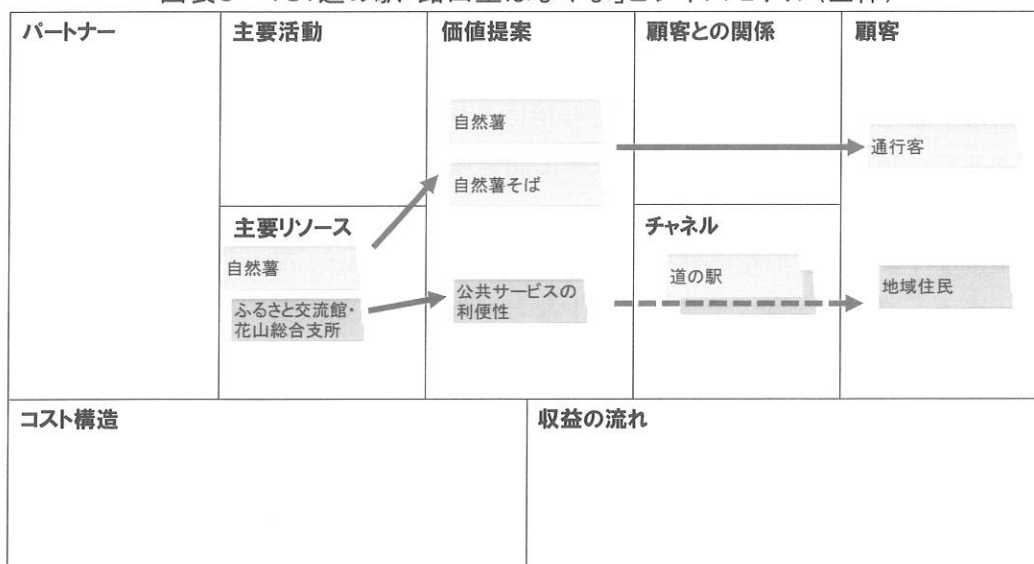 パートナー
主要活動
価値提案
顧客との関係
顧客
自然薯
自然薯そば
通行客
主要リソース
自然薯
ふるさと交流館・
花山総合支所
公共サービスの
利便性
チャネル
道の駅
地域住民
コスト構造
収益の流れ